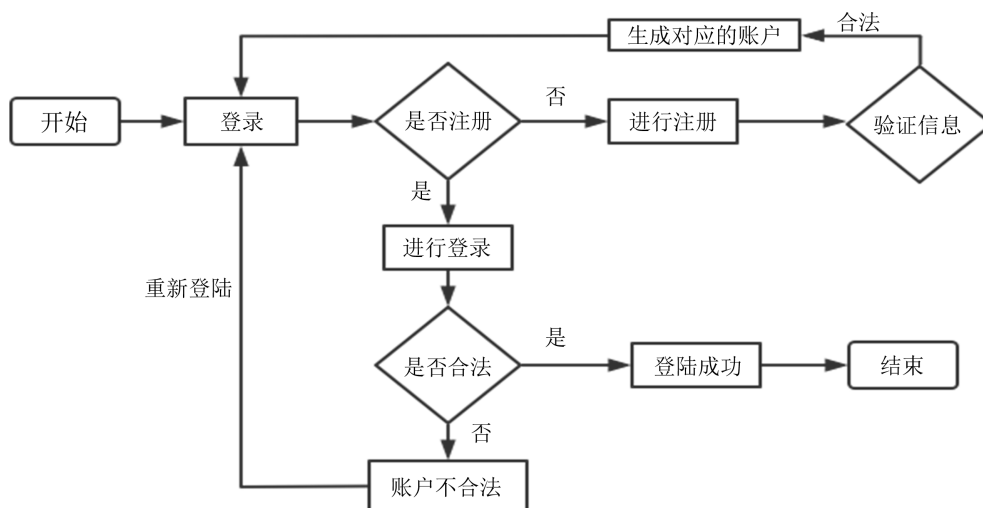 生成对应的账户
合法
开始
登录
是否注册
否
进行注册
验证信息
是
进行登录
重新登陆
是否合法
是
登陆成功
结束
否
账户不合法